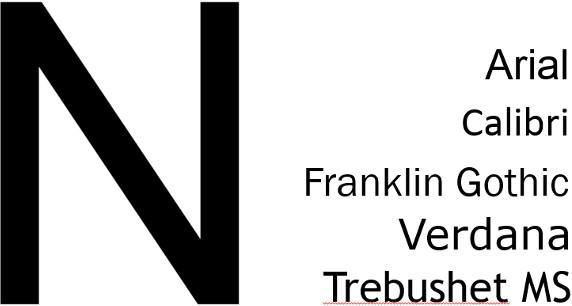 N
Arial
Calibri
Franklin Gothic
Verdana
Trebushet MS